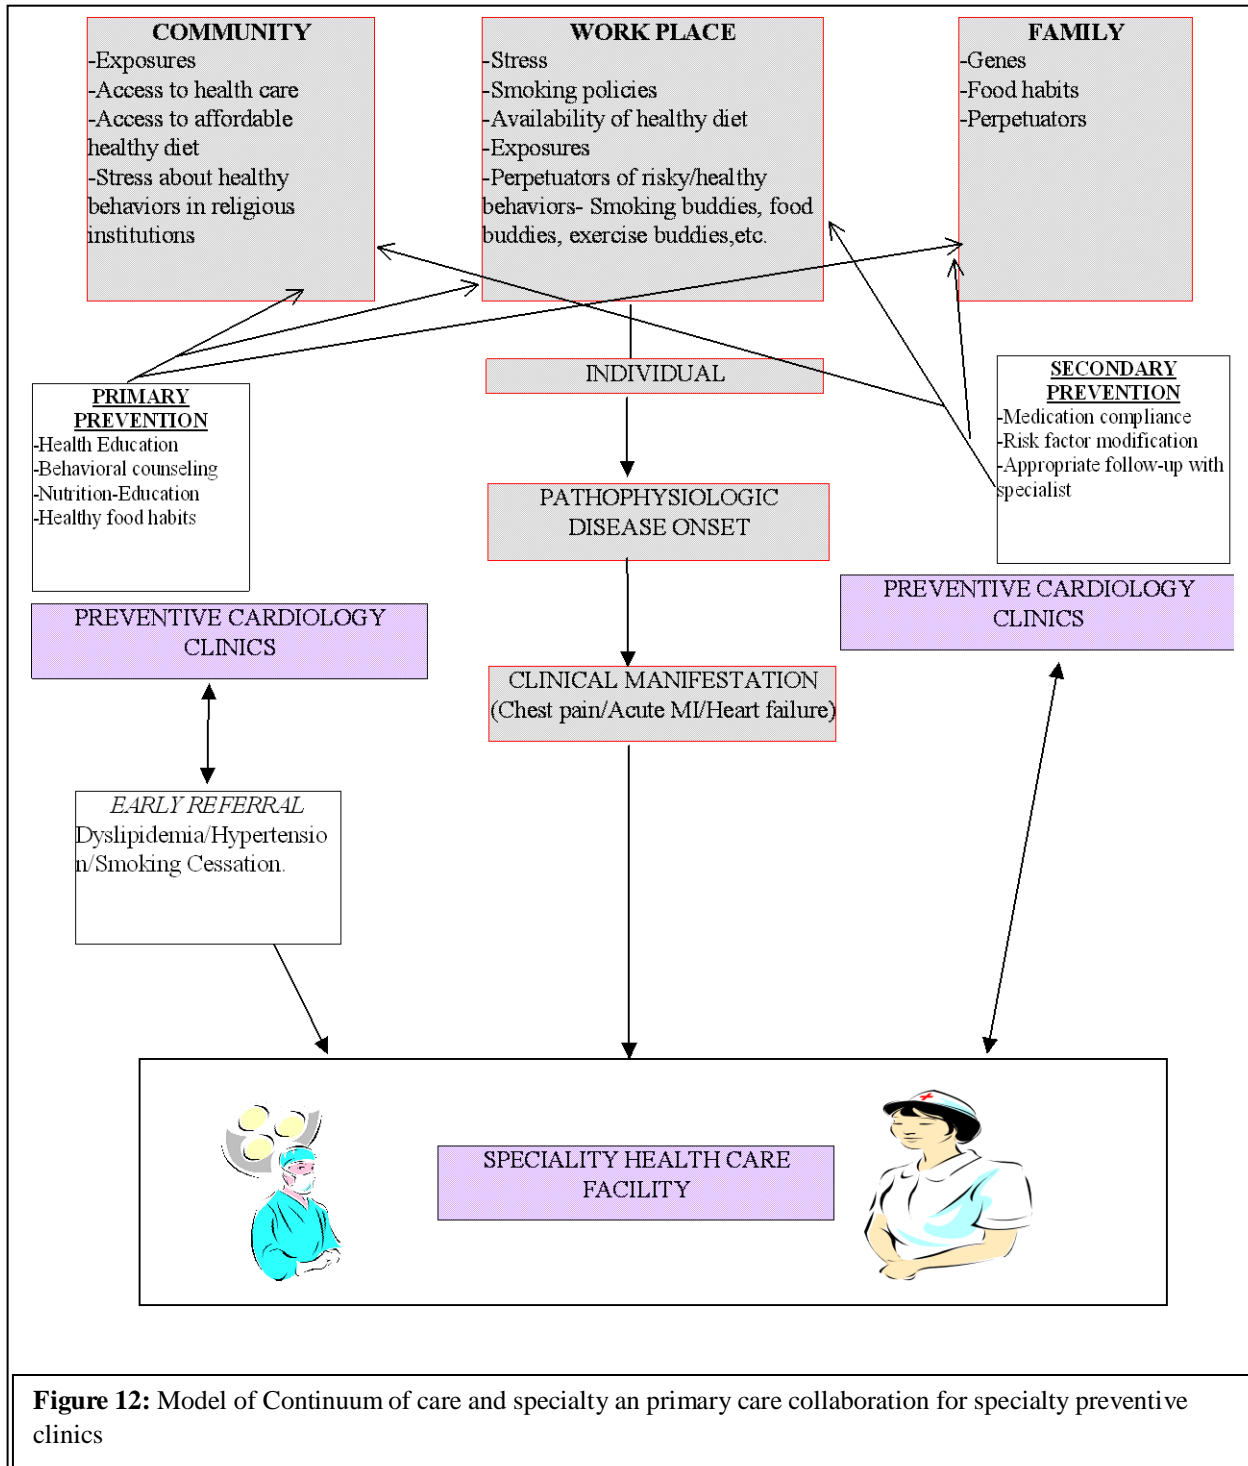 COMMUNITY
-Exposures
-Access to health care
-Access to affordable
healthy diet
-Stress about healthy
behaviors in religious
institutions
WORK PLACE
-Stress
-Smoking policies
-Availability of healthy diet
-Exposures
-Perpetuators of risky/healthy
behaviors- Smoking buddies, food
buddies, exercise buddies,etc.
FAMILY
-Genes
-Food habits
-Perpetuators
PRIMARY
PREVENTION
-Health Education
-Behavioral counseling
-Nutrition-Education
-Healthy food habits
INDIVIDUAL
SECONDARY
PREVENTION
-Medication compliance
-Risk factor modification
-Appropriate follow-up with
specialist
PATHOPHYSIOLOGIC
DISEASE ONSET
PREVENTIVE CARDIOLOGY
CLINICS
PREVENTIVE CARDIOLOGY
CLINICS
CLINICAL MANIFESTATION
(Chest pain/Acute MI/Heart failure)
EARLY REFERRAL
Dyslipidemia/Hypertensio
n/Smoking Cessation.
SPECIALITY HEALTH CARE
FACILITY
Figure 12: Model of Continuum of care and specialty an primary care collaboration for specialty preventive
clinics